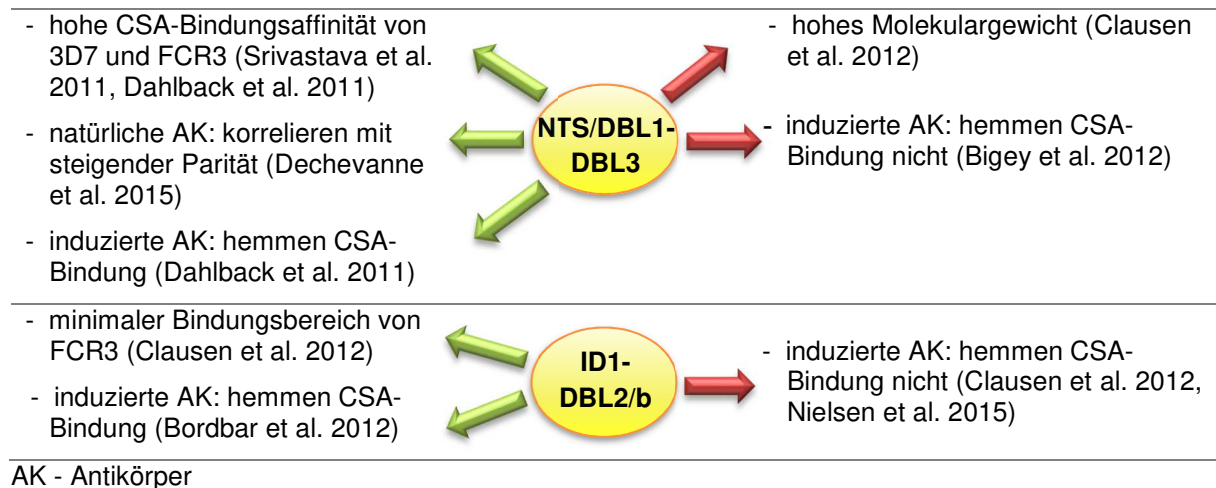 - hohe CSA-Bindungsaffinität von
3D7 und FCR3 (Srivastava et al.
2011, Dahlback et al. 2011)
- natürliche AK: korrelieren mit
steigender Parität (Dechevanne
et al. 2015)
- induzierte AK: hemmen CSA-
Bindung (Dahlback et al. 2011)
NTS/DBL1-
DBL3
- hohes Molekulargewicht (Clausen
et al. 2012)
- induzierte AK: hemmen CSA-
Bindung nicht (Bigey et al. 2012)
- minimaler Bindungsbereich von
FCR3 (Clausen et al. 2012)
- induzierte AK: hemmen CSA-
Bindung (Bordbar et al. 2012)
ID1-
DBL2/b
- induzierte AK: hemmen CSA-
Bindung nicht (Clausen et al. 2012,
Nielsen et al. 2015)
AK - Antikörper